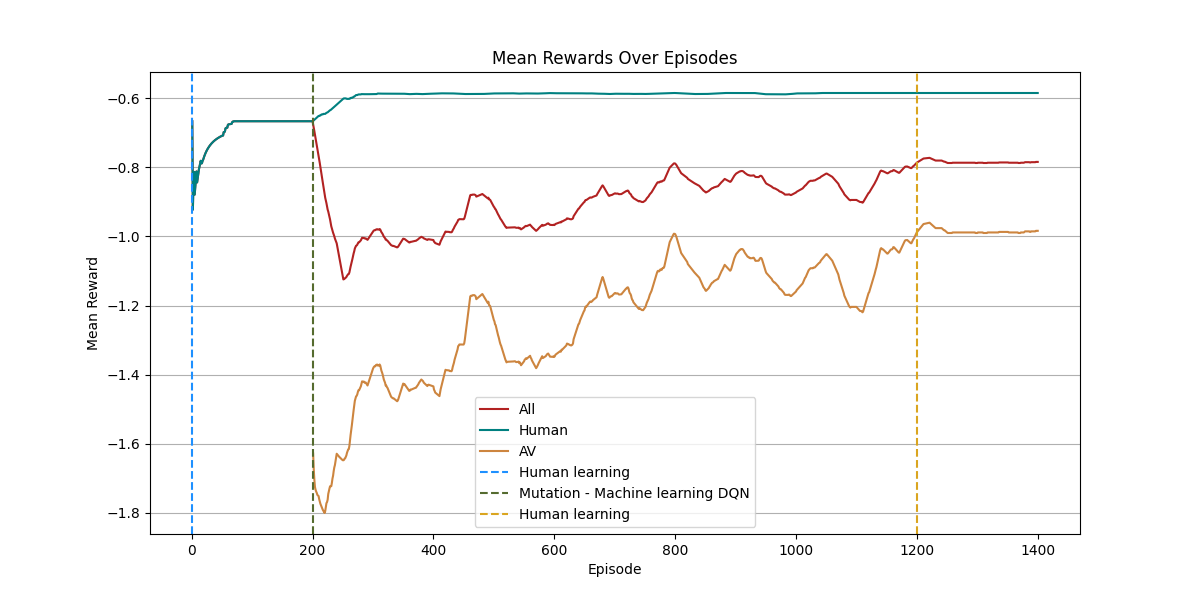 Mean Rewards Over Episodes
Mean Reward
−0.6
−0.8
−1.0
−1.2
−1.4
−1.6
−1.8
All
Human
AV
Human learning
Mutation - Machine learning DQN
Human learning
0 200 400 600 800 1000 1200 1400
Episode